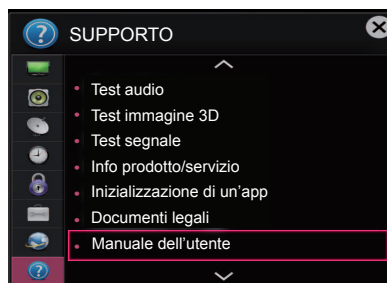 SUPPORTO
Test audio
Test immagine 3D
Test segnale
Info prodotto/servizio
Inizializzazione di un'app
Documenti legali
Manuale dell'utente